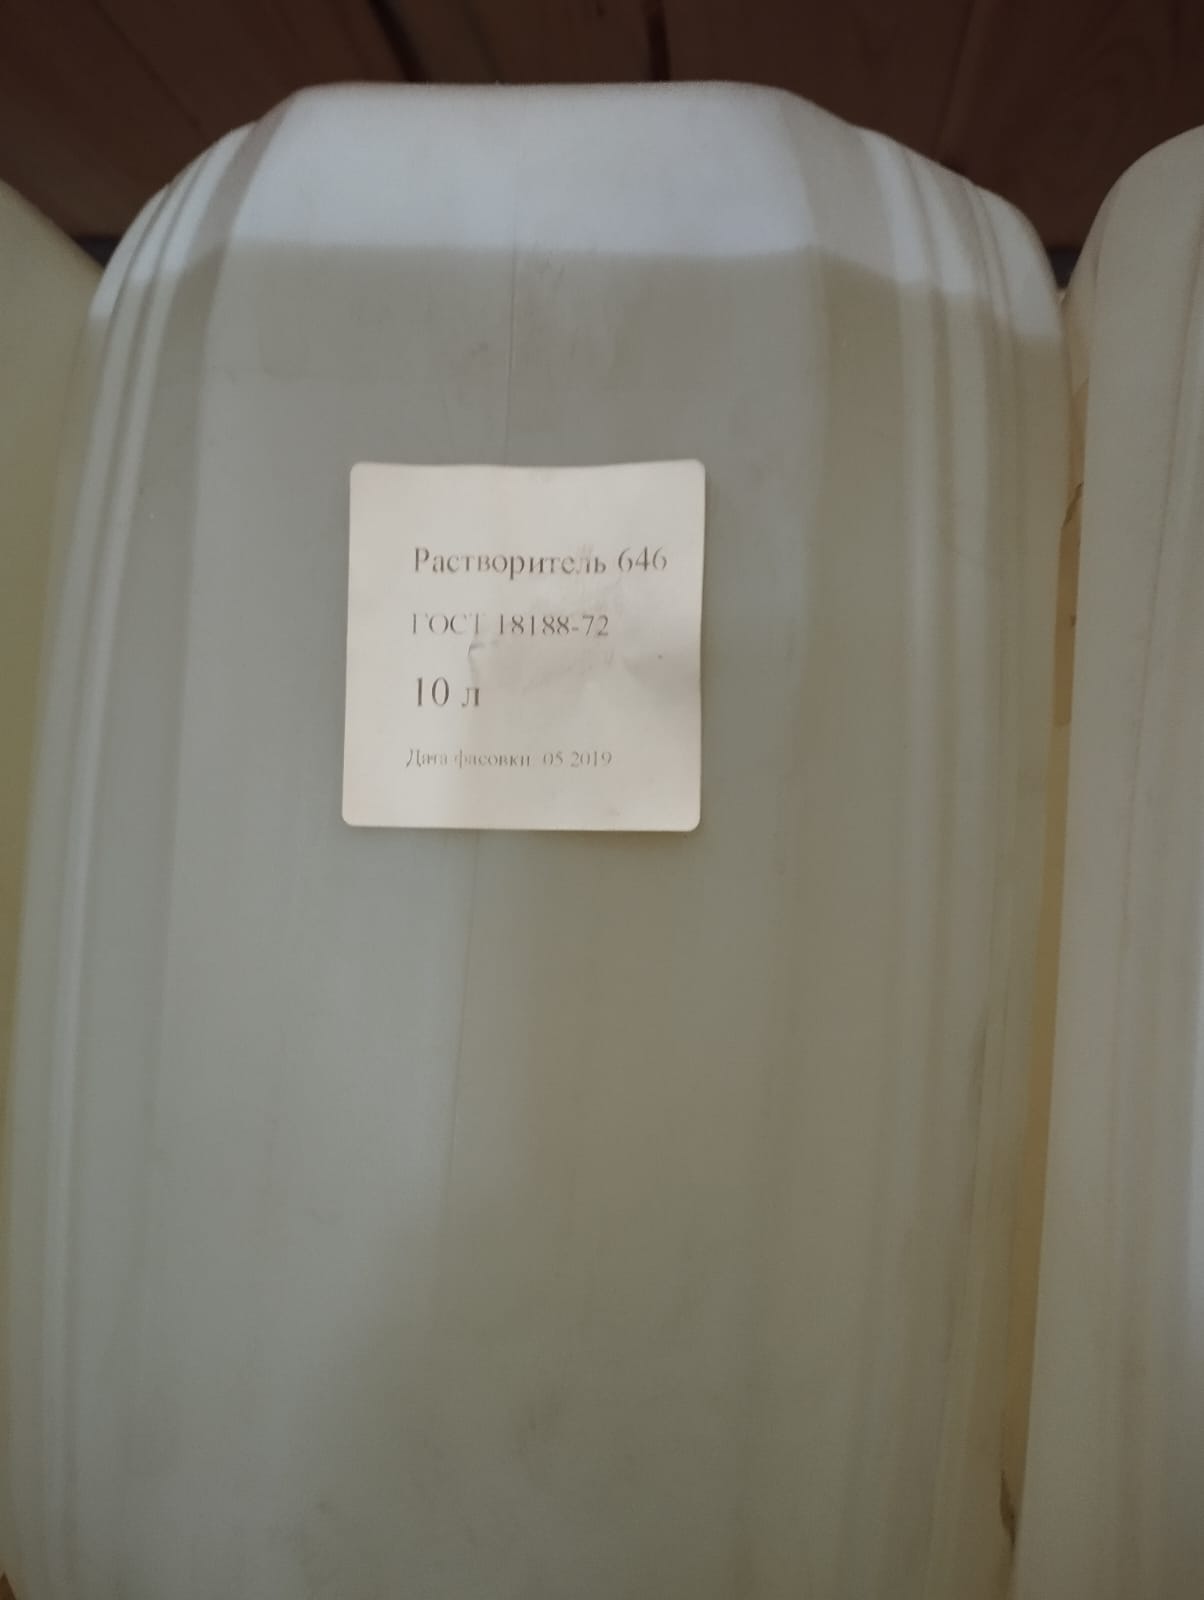 Растворитель 646
ГОСТ 18188-72
10 л
Дата фасовки: 05 2019